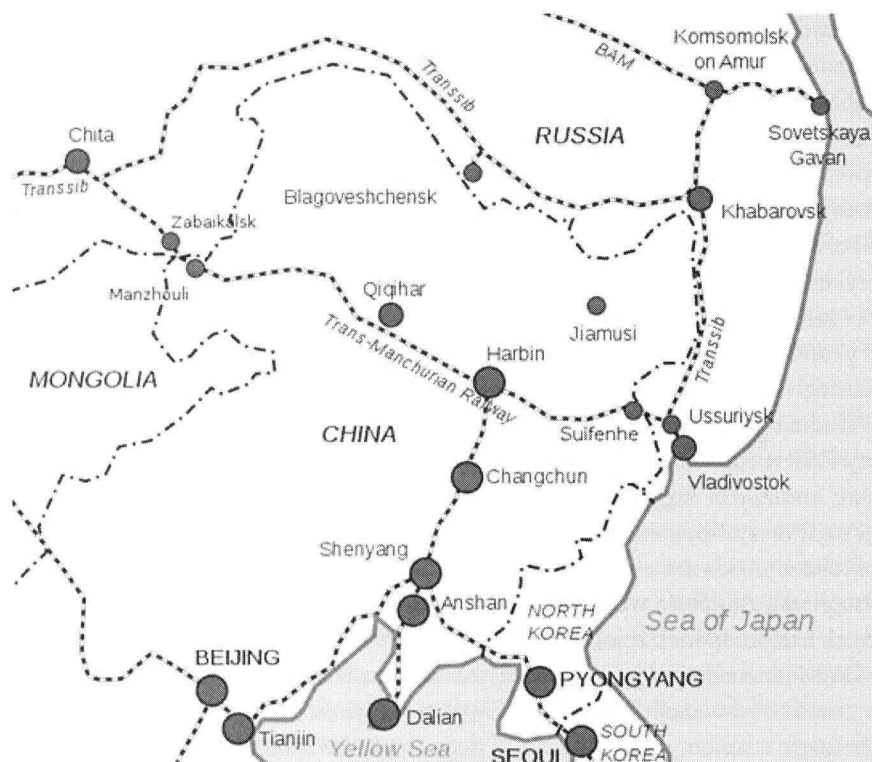 Komsomolsk
on Amur
BAM
Transsib
RUSSIA
Sovetskaya
Gavan
Chita
Transsib
Blagoveshchensk
Khabarovsk
Zabaikalsk
Manzhouli
Qiqihar
Jiamusi
Trans-Manchurian Railway
Harbin
Transsib
MONGOLIA
CHINA
Suifenhe
Ussuriysk
Changchun
Vladivostok
Shenyang
Anshan
NORTH
KOREA
Sea of Japan
BEIJING
PYONGYANG
Dalian
Tianjin
Yellow Sea
SEOUL
SOUTH
KOREA